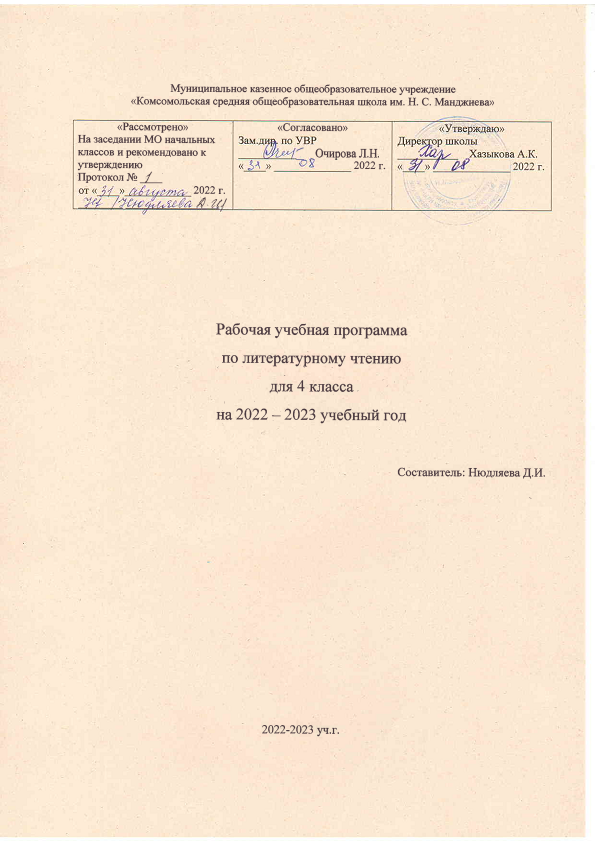 Муниципальное казенное общеобразовательное учреждение
«Комсомольская средняя общеобразовательная школа им. Н. С. Манджиева»
«Рассмотрено»
На заседании МО начальных
классов и рекомендовано к
утверждению
Протокол № 1
от « 31 » августа 2022 г.
/Нюдляева
«Согласовано»
Зам.дир. по УВР
Очирова Л.Н.
« 31 » 08 2022 г.
«Утверждаю»
Директор школы
Хазыкова А.К.
« 31 » 08 2022 г.
Рабочая учебная программа
по литературному чтению
для 4 класса
на 2022 – 2023 учебный год
Составитель: Нюдляева Д.И.
2022-2023 уч.г.